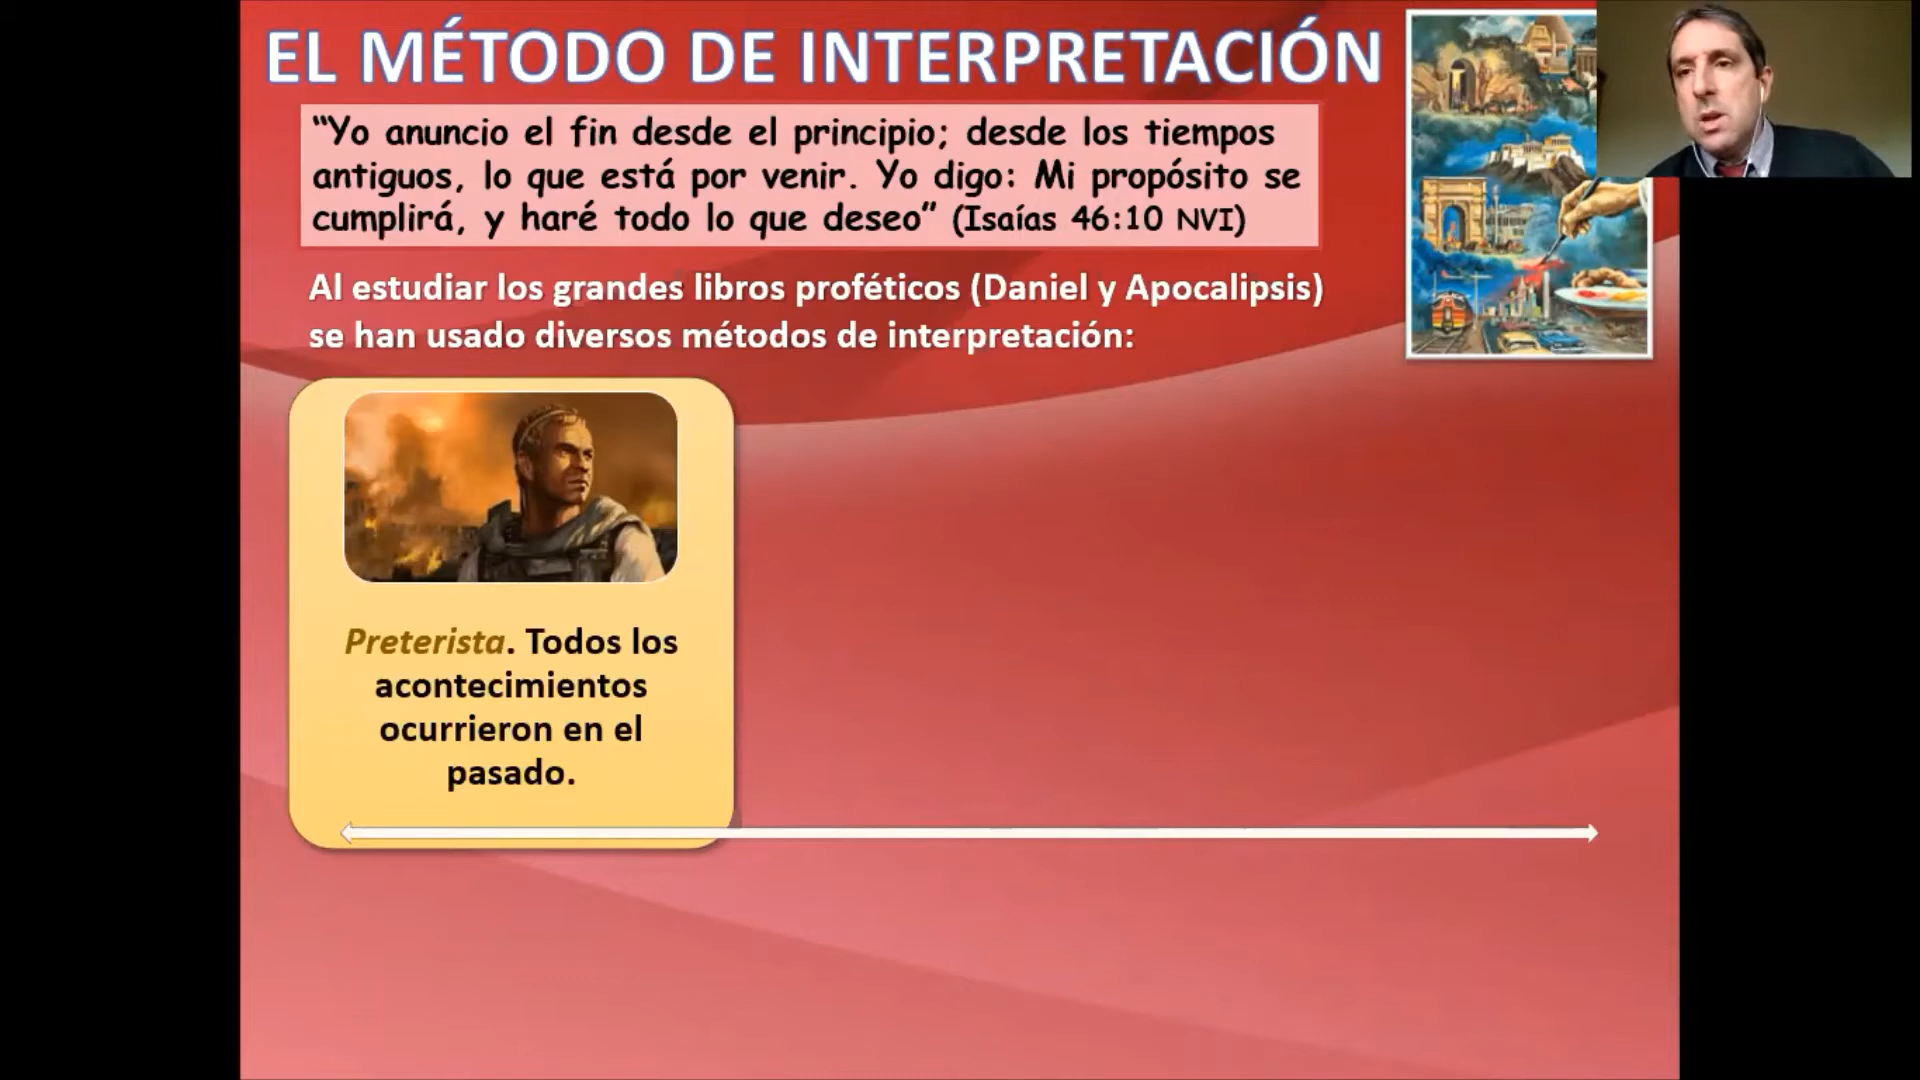 EL MÉTODO DE INTERPRETACIÓN
“Yo anuncio el fin desde el principio; desde los tiempos
antiguos, lo que está por venir. Yo digo: Mi propósito se
cumplirá, y haré todo lo que deseo” (Isaías 46:10 NVI)
Al estudiar los grandes libros proféticos (Daniel y Apocalipsis)
se han usado diversos métodos de interpretación:
Preterista. Todos los
acontecimientos
ocurrieron en el
pasado.